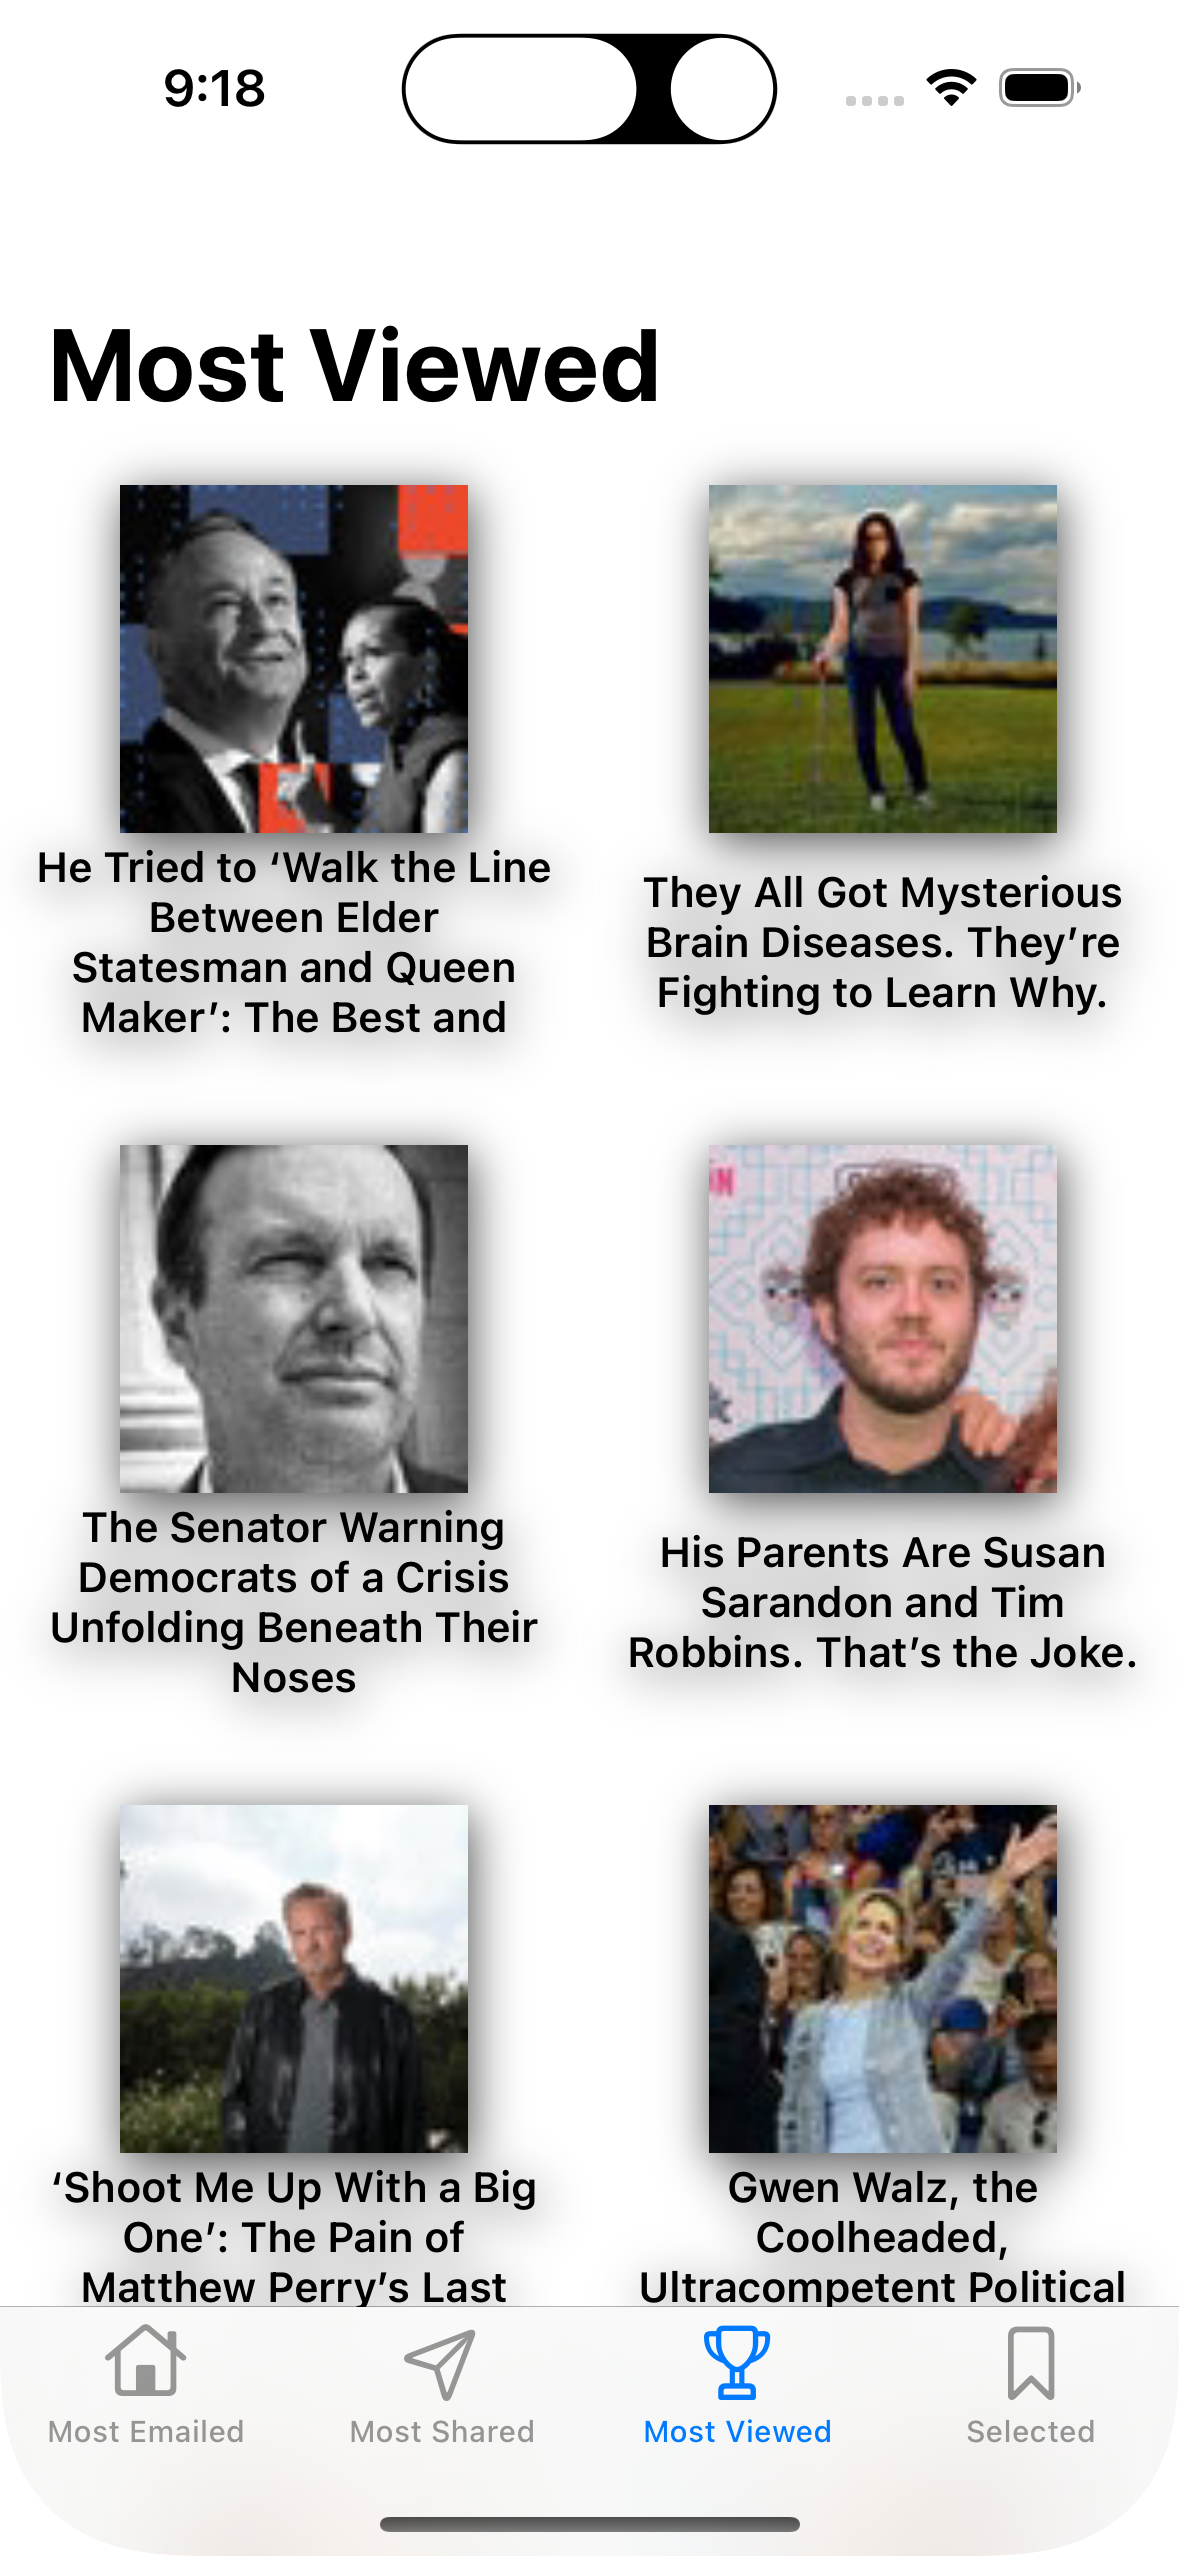 9:18
Most Viewed
He Tried to ‘Walk the Line
Between Elder
Statesman and Queen
Maker’: The Best and
They All Got Mysterious
Brain Diseases. They’re
Fighting to Learn Why.
The Senator Warning
Democrats of a Crisis
Unfolding Beneath Their
Noses
His Parents Are Susan
Sarandon and Tim
Robbins. That’s the Joke.
‘Shoot Me Up With a Big
One’: The Pain of
Matthew Perry’s Last
Gwen Walz, the
Coolheaded,
Ultracompetent Political
Most Emailed
Most Shared
Most Viewed
Selected